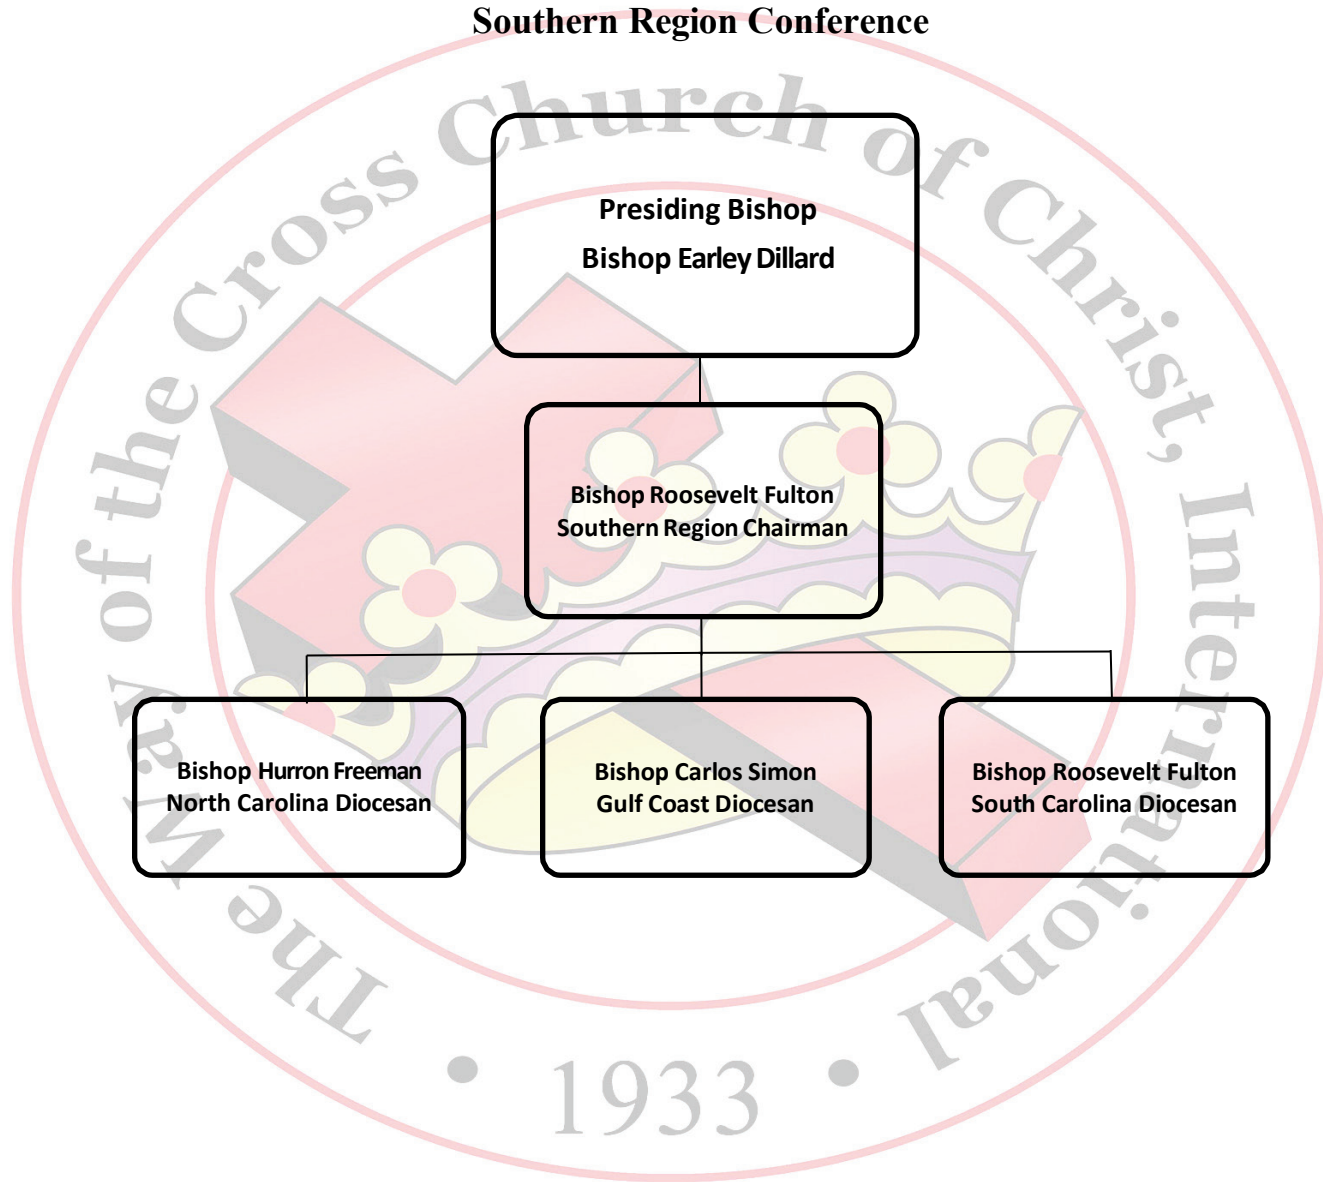 Southern Region Conference
The Way of the Cross Church of Christ, International
Presiding Bishop
Bishop Earley Dillard
Bishop Roosevelt Fulton
Southern Region Chairman
Bishop Hurron Freeman
North Carolina Diocesan
Bishop Carlos Simon
Gulf Coast Diocesan
Bishop Roosevelt Fulton
South Carolina Diocesan
• 1933 •